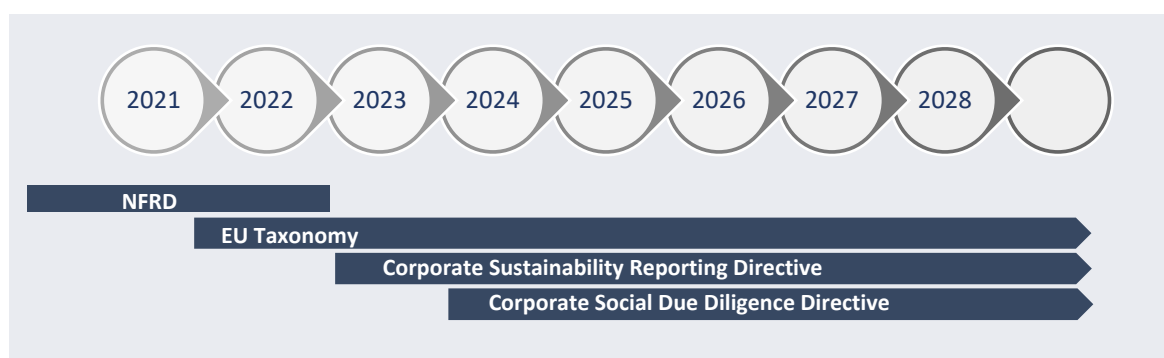 2021 2022 2023 2024 2025 2026 2027 2028
NFRD
EU Taxonomy
Corporate Sustainability Reporting Directive
Corporate Social Due Diligence Directive